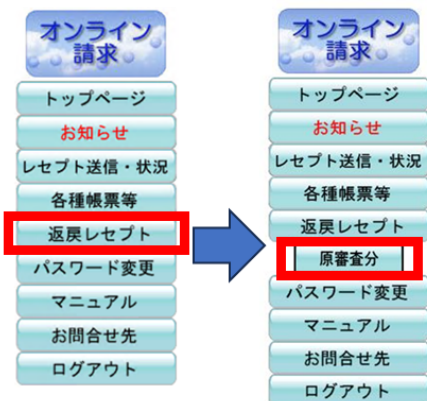 オンライン
請求
トップページ
お知らせ
レセプト送信・状況
各種帳票等
返戻レセプト
パスワード変更
マニュアル
お問合せ先
ログアウト
オンライン
請求
トップページ
お知らせ
レセプト送信・状況
各種帳票等
返戻レセプト
原審査分
パスワード変更
マニュアル
お問合せ先
ログアウト